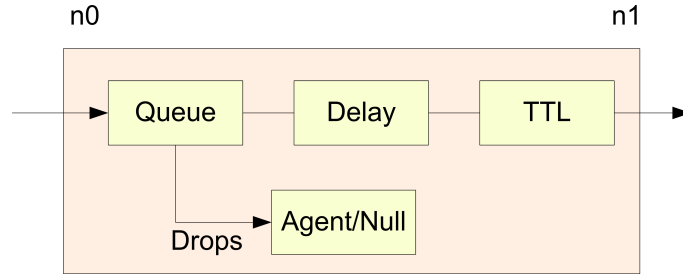 n0
n1
Queue
Delay
TTL
Agent/Null
Drops